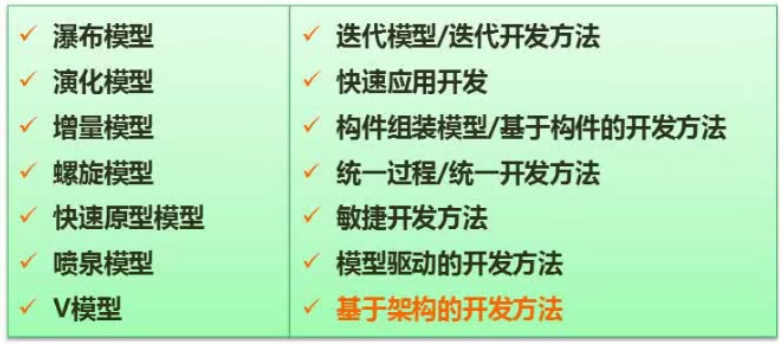 ✓ 瀑布模型
✓ 演化模型
✓ 增量模型
✓ 螺旋模型
✓ 快速原型模型
✓ 喷泉模型
✓ V模型
✓ 迭代模型/迭代开发方法
✓ 快速应用开发
✓ 构件组装模型/基于构件的开发方法
✓ 统一过程/统一开发方法
✓ 敏捷开发方法
✓ 模型驱动的开发方法
✓ 基于架构的开发方法